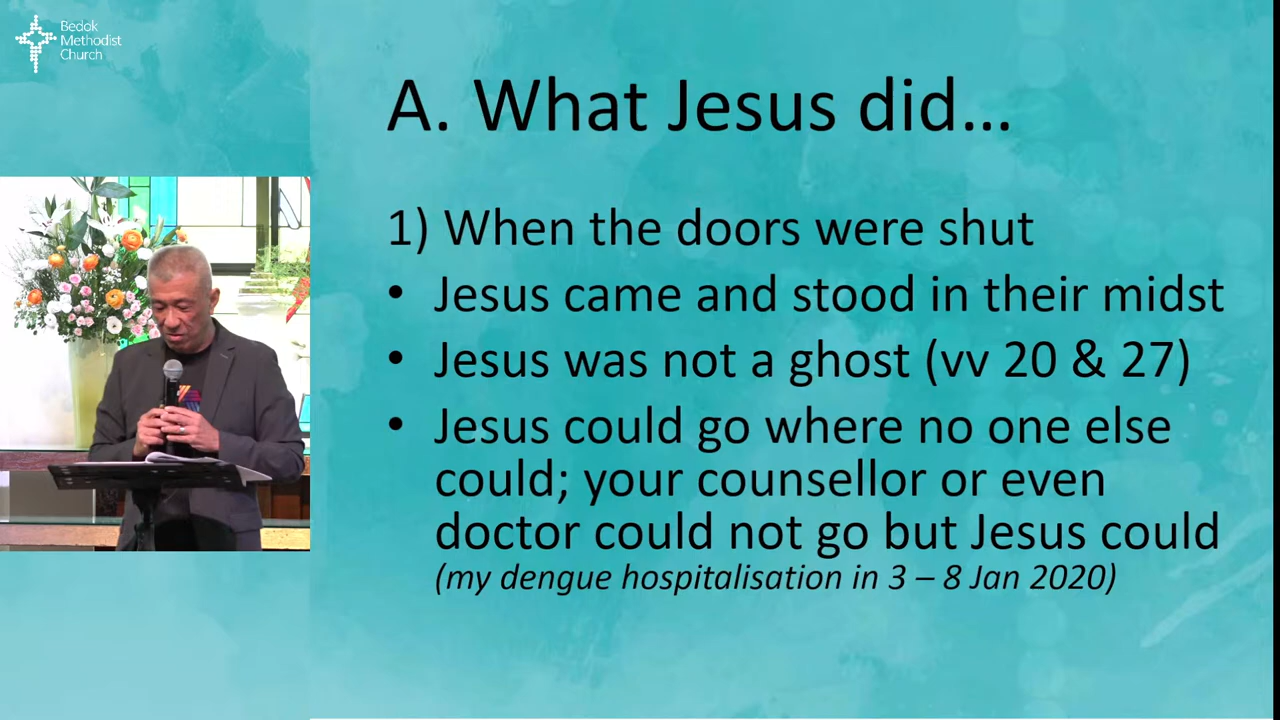 Bedok
Methodist
Church
A. What Jesus did...
1) When the doors were shut
• Jesus came and stood in their midst
• Jesus was not a ghost (vv 20 & 27)
• Jesus could go where no one else
could; your counsellor or even
doctor could not go but Jesus could
(my dengue hospitalisation in 3 – 8 Jan 2020)